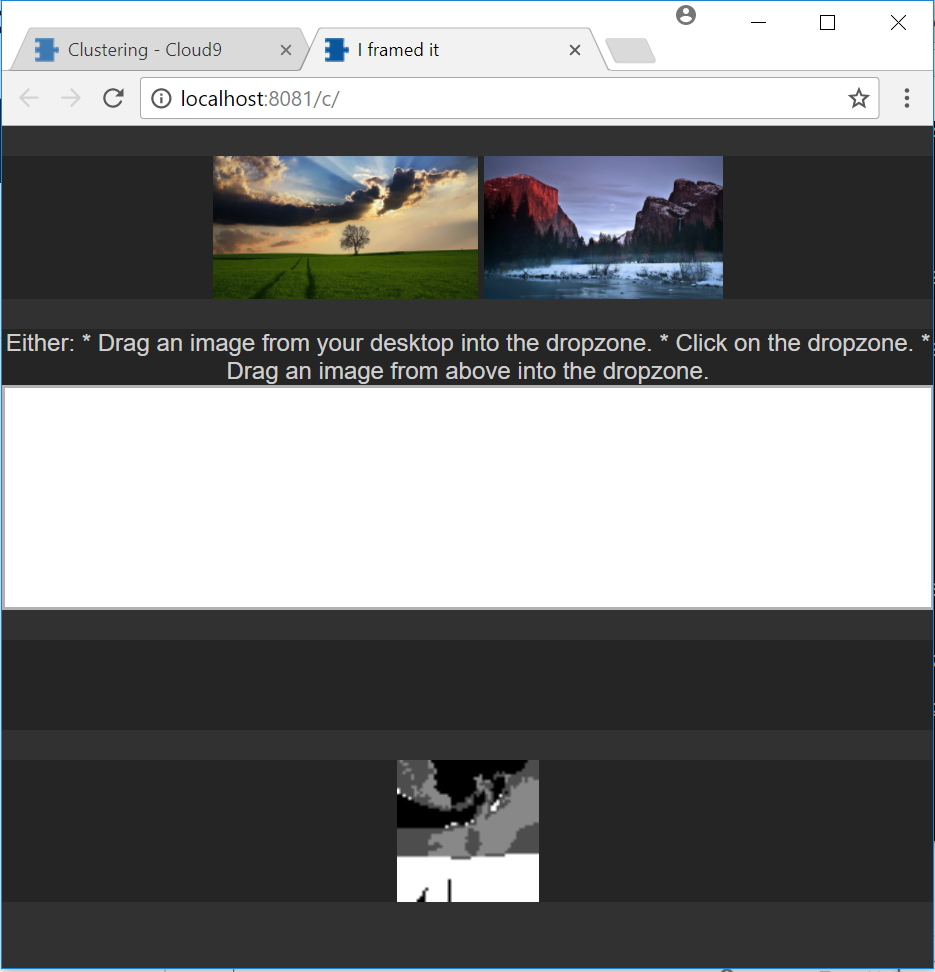 Clustering - Cloud9
I framed it
localhost:8081/c/
Either: * Drag an image from your desktop into the dropzone. * Click on the dropzone. *
Drag an image from above into the dropzone.